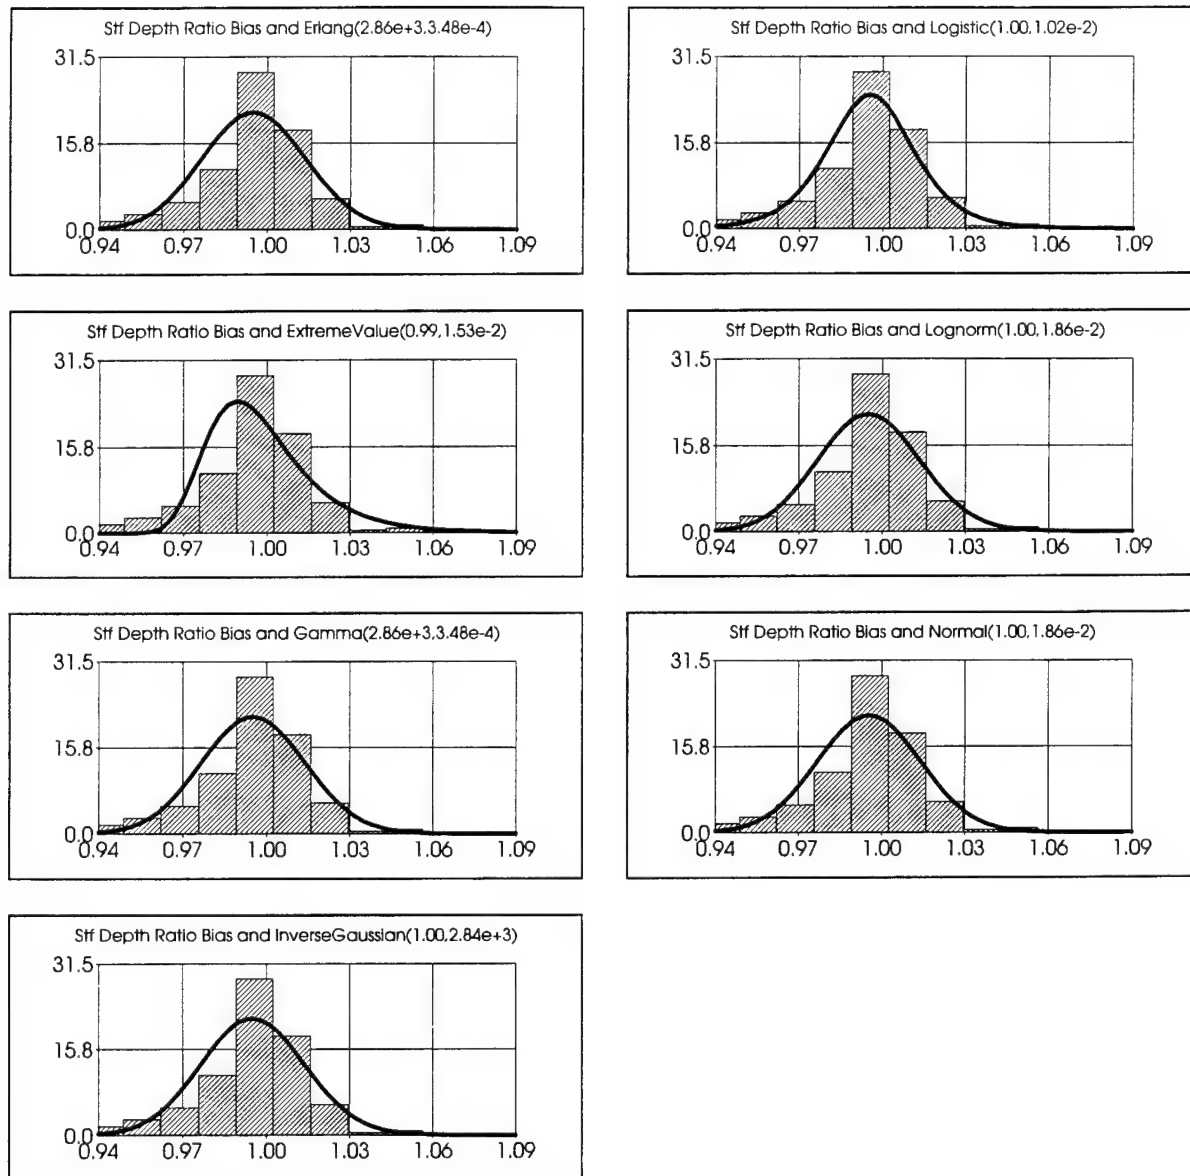 Stf Depth Ratio Bias and Erlang(2.86e+3,3.48e-4)
31.5
15.8
0.0
0.94 0.97 1.00 1.03 1.06 1.09
Stf Depth Ratio Bias and Logistic(1.00,1.02e-2)
31.5
15.8
0.0
0.94 0.97 1.00 1.03 1.06 1.09
Stf Depth Ratio Bias and ExtremeValue(0.99,1.53e-2)
31.5
15.8
0.0
0.94 0.97 1.00 1.03 1.06 1.09
Stf Depth Ratio Bias and Lognorm(1.00,1.86e-2)
31.5
15.8
0.0
0.94 0.97 1.00 1.03 1.06 1.09
Stf Depth Ratio Bias and Gamma(2.86e+3,3.48e-4)
31.5
15.8
0.0
0.94 0.97 1.00 1.03 1.06 1.09
Stf Depth Ratio Bias and Normal(1.00,1.86e-2)
31.5
15.8
0.0
0.94 0.97 1.00 1.03 1.06 1.09
Stf Depth Ratio Bias and InverseGaussian(1.00,2.84e+3)
31.5
15.8
0.0
0.94 0.97 1.00 1.03 1.06 1.09